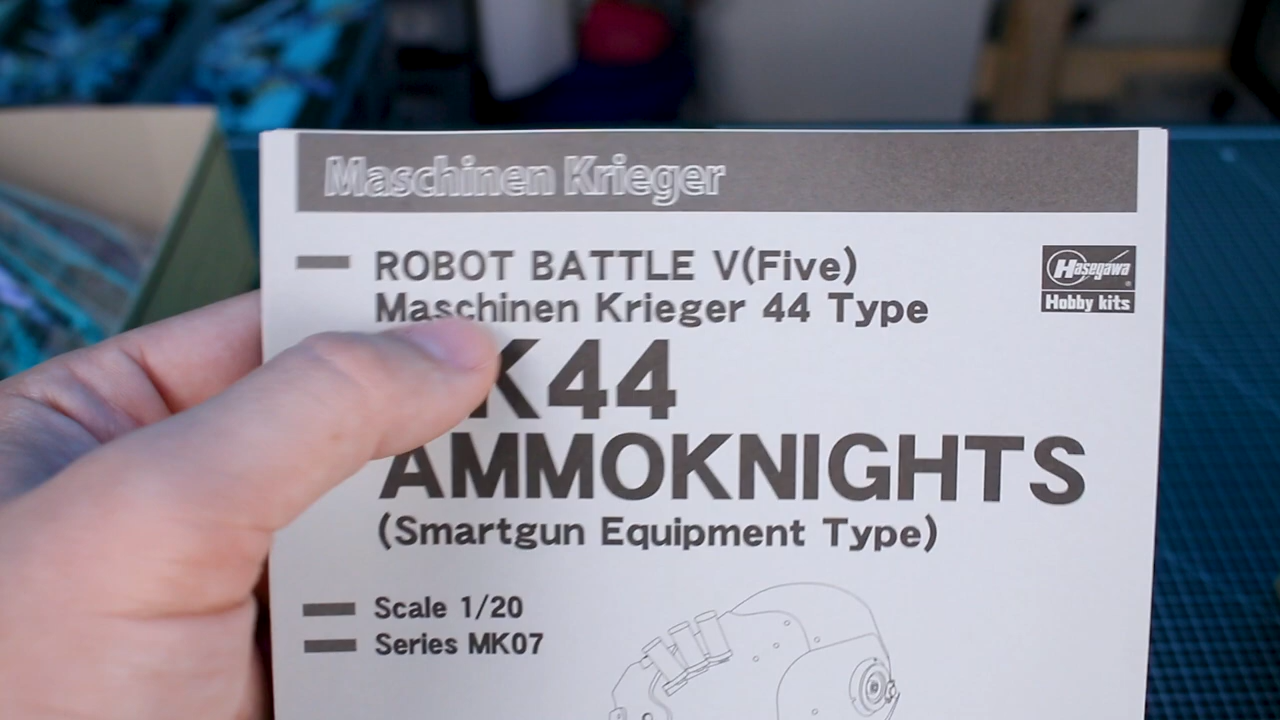 Maschinen Krieger
ROBOT BATTLE V(Five)
Maschinen Krieger 44 Type
Hasegawa
Hobby kits
K44
AMMOKNIGHTS
(Smartgun Equipment Type)
Scale 1/20
Series MK07